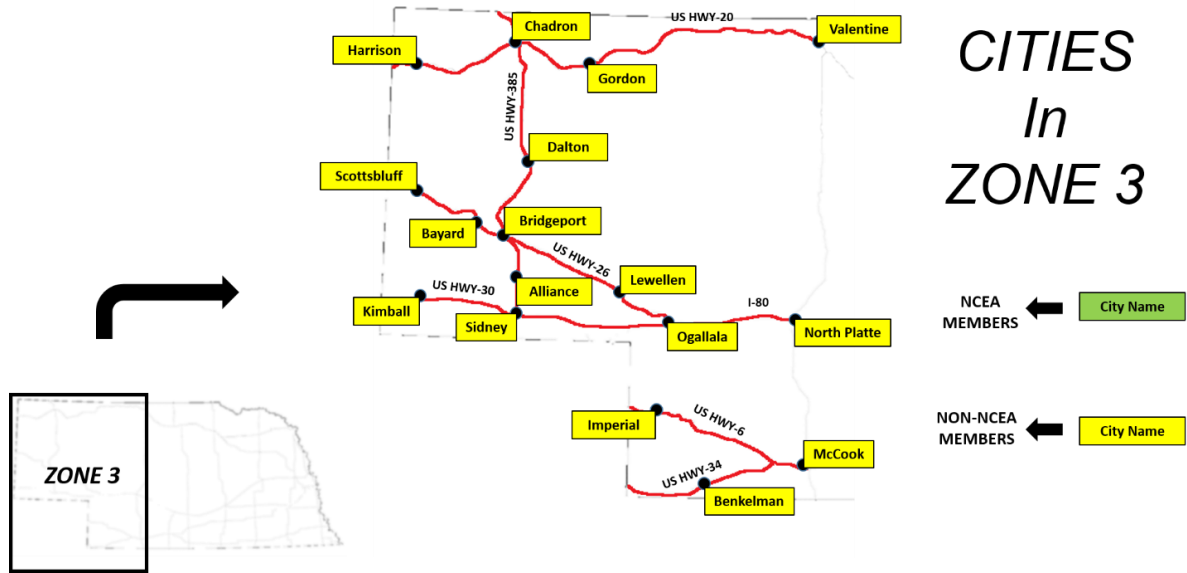 US HWY-20
Chadron
Valentine
Harrison
Gordon
US HWY-385
Dalton
Scottsbluff
Bridgeport
Bayard
US HWY-26
Lewellen
US HWY-30
Alliance
I-80
Kimball
Sidney
Ogallala
North Platte
Imperial
US HWY-6
McCook
US HWY-34
Benkelman
CITIES
In
ZONE 3
NCEA
MEMBERS
City Name
NON-NCEA
MEMBERS
City Name
ZONE 3